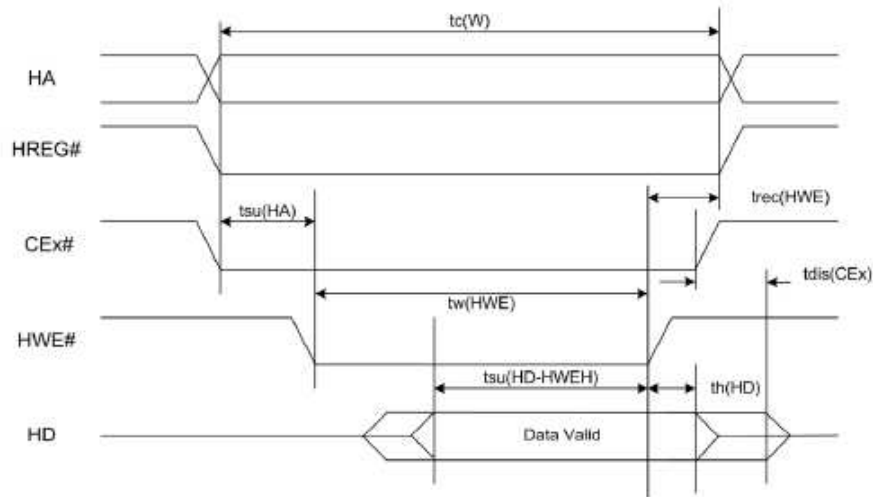 tc(W)
HA
HREG#
tsu(HA)
trec(HWE)
CEx#
tdis(CEx)
tw(HWE)
HWE#
tsu(HD-HWEH)
th(HD)
HD
Data Valid